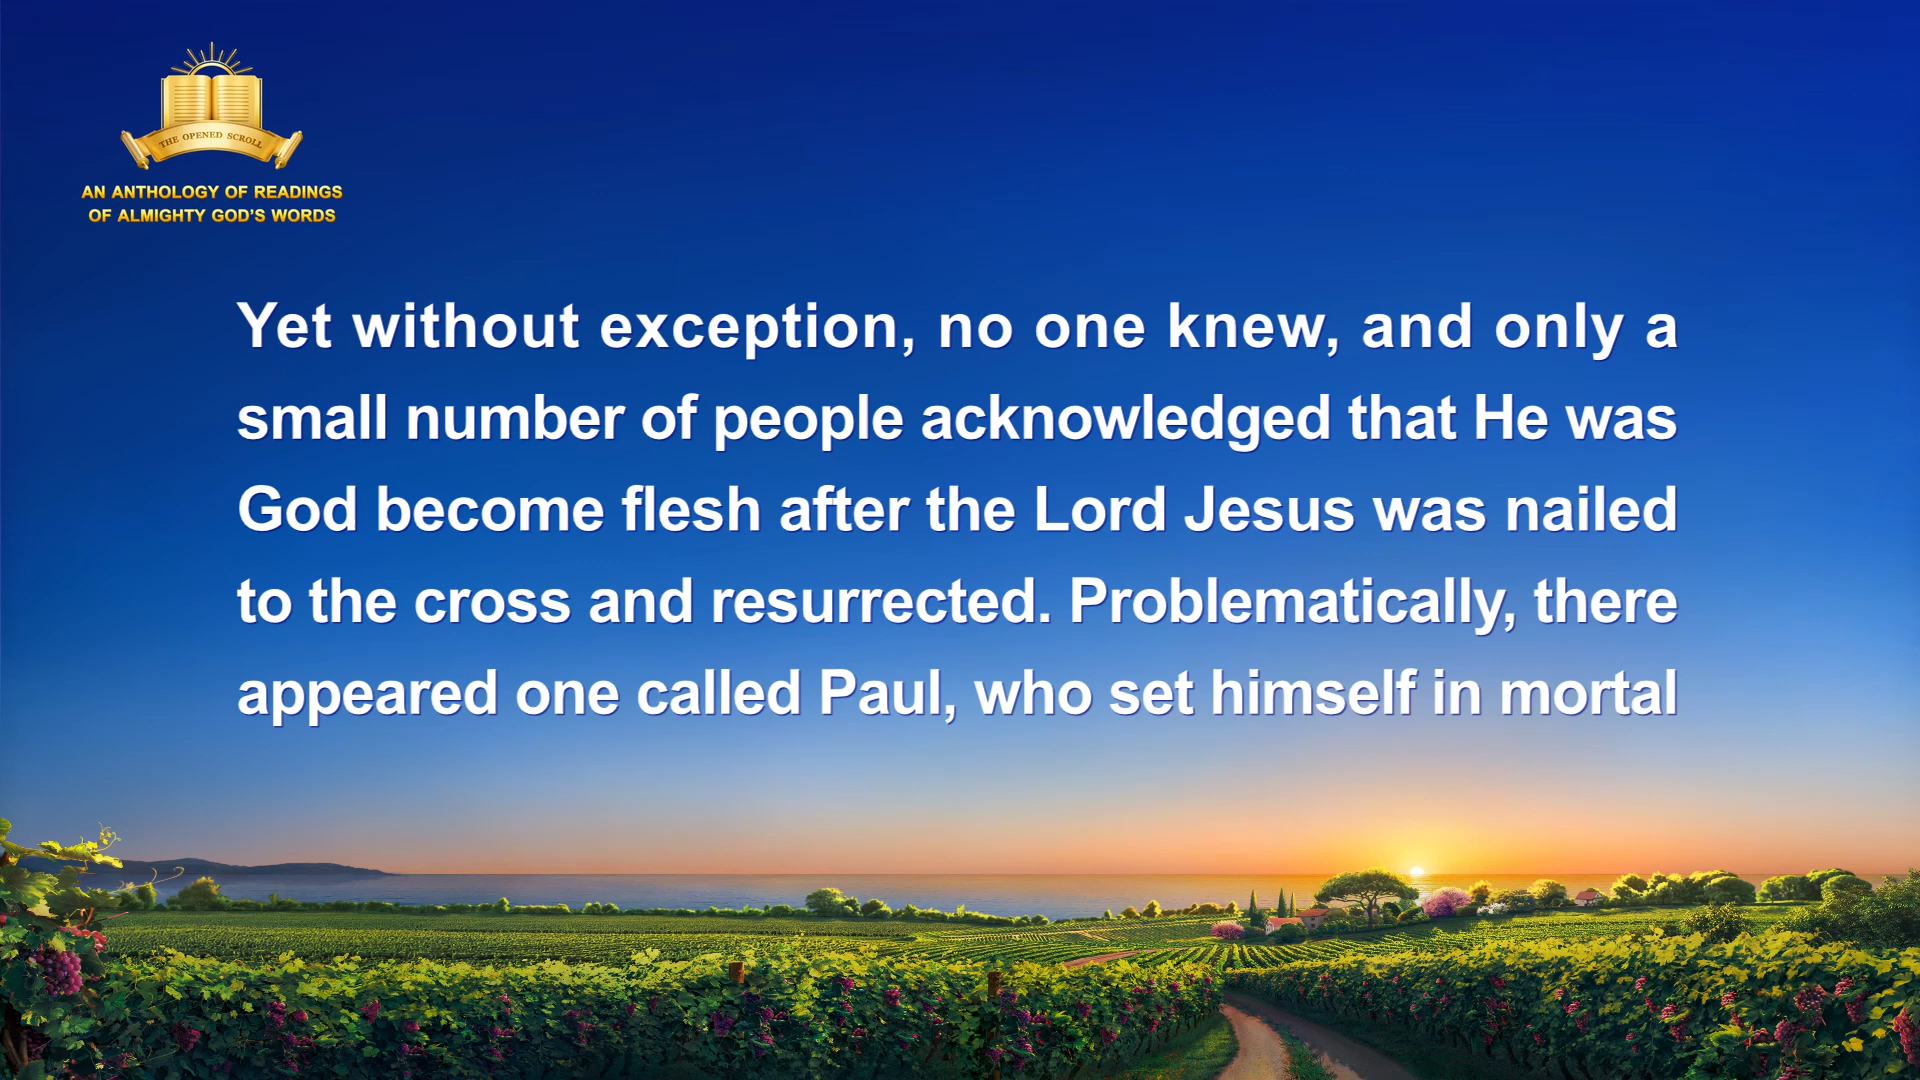 THE OPENED SCROLL
AN ANTHOLOGY OF READINGS
OF ALMIGHTY GOD'S WORDS
Yet without exception, no one knew, and only a
small number of people acknowledged that He was
God become flesh after the Lord Jesus was nailed
to the cross and resurrected. Problematically, there
appeared one called Paul, who set himself in mortal